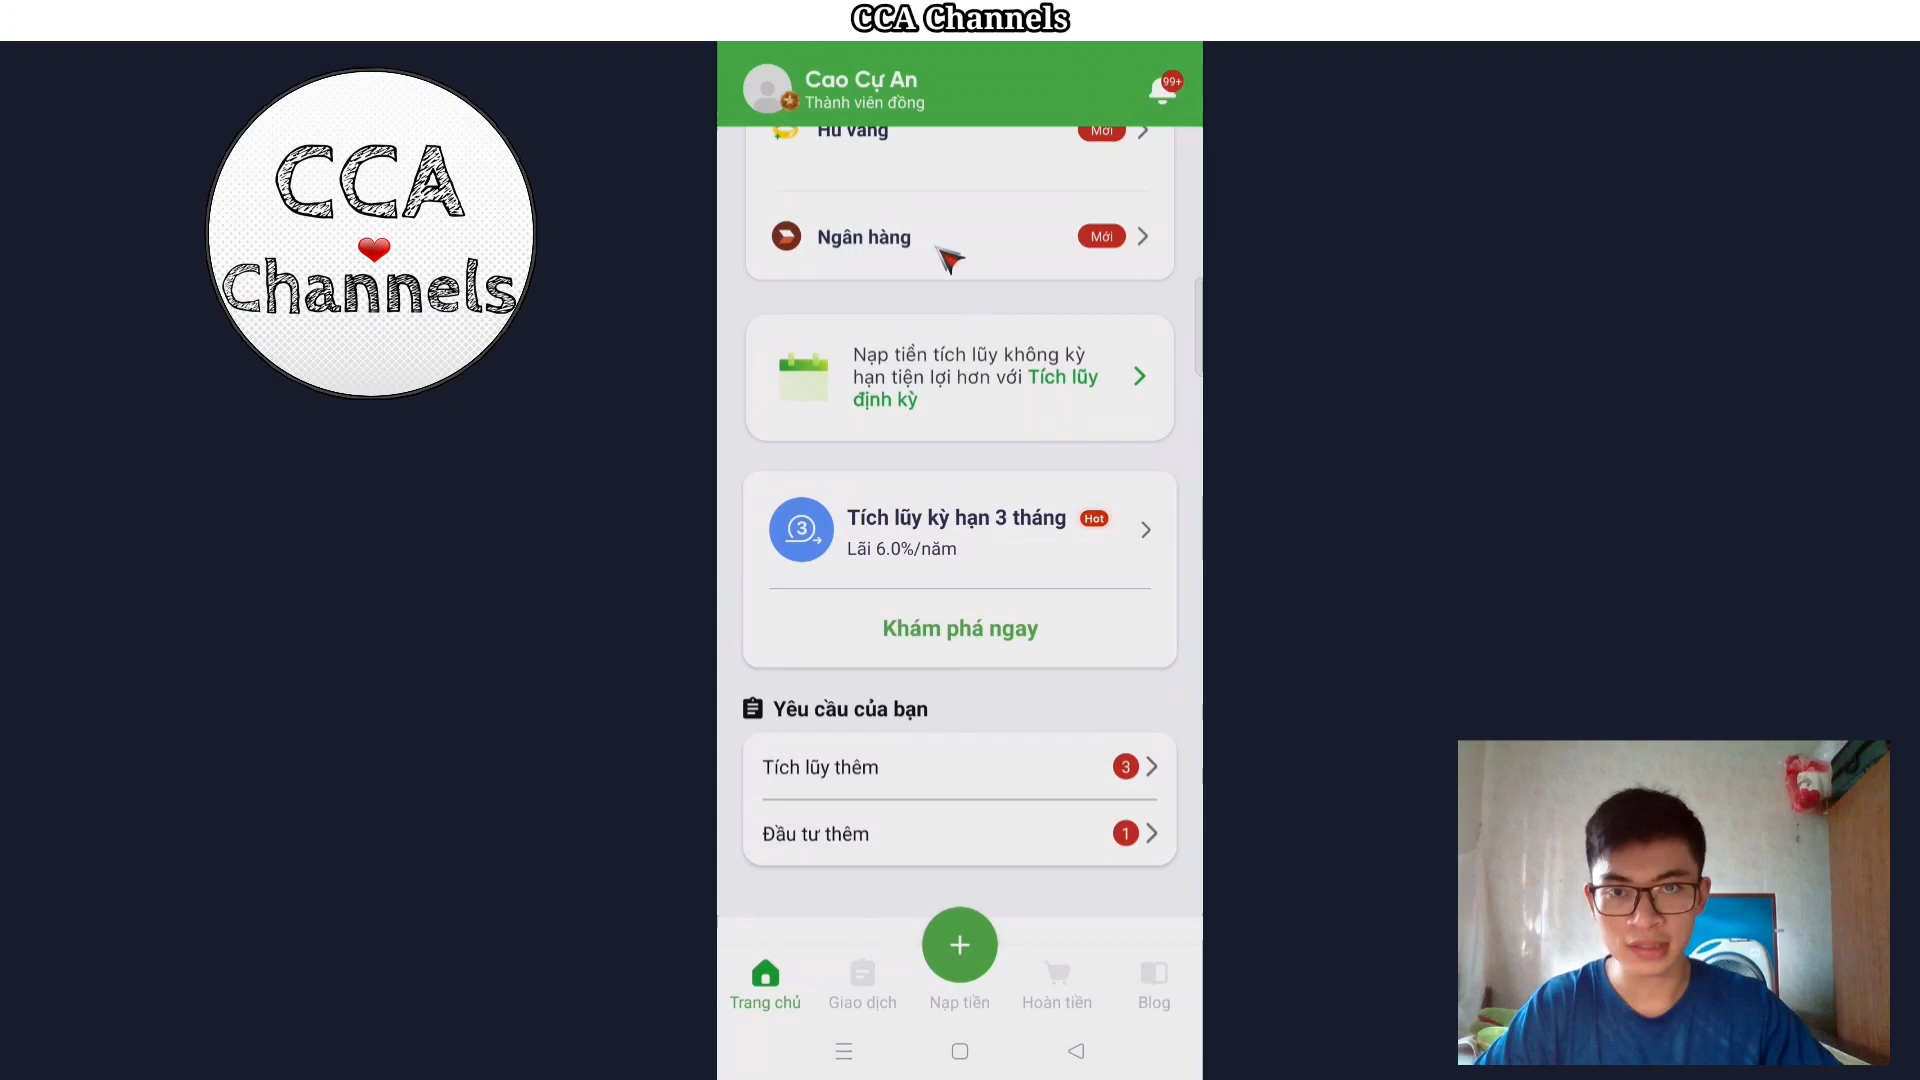 CCA Channels
CCA
Channels
Cao Cự An
Thành viên đồng
99+
Hũ vàng
Mới
Ngân hàng
Mới
Nạp tiền tích lũy không kỳ
hạn tiện lợi hơn với Tích lũy
định kỳ
3
Tích lũy kỳ hạn 3 tháng
Hot
Lãi 6.0%/năm
Khám phá ngay
Yêu cầu của bạn
Tích lũy thêm
3
Đầu tư thêm
1
Trang chủ
Giao dịch
Nạp tiền
Hoàn tiền
Blog